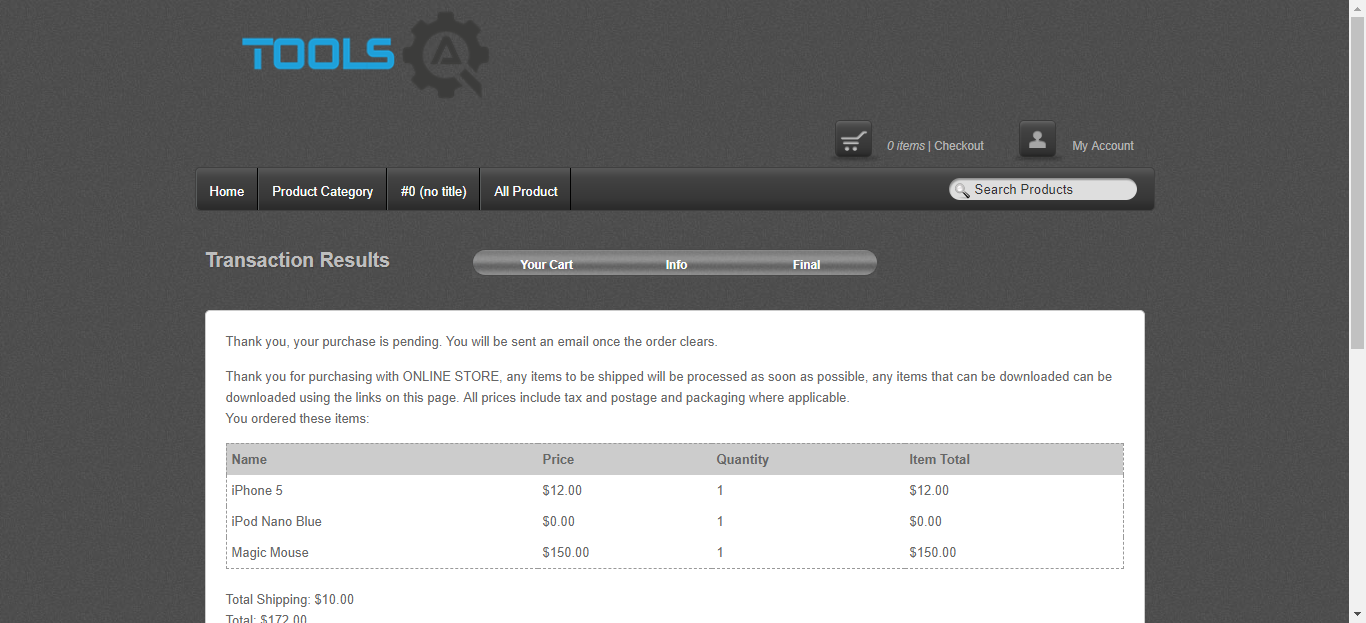 TOOLS QA
0 items | Checkout
My Account
Home
Product Category
#0 (no title)
All Product
Search Products
Transaction Results
Your Cart
Info
Final
Thank you, your purchase is pending. You will be sent an email once the order clears.
Thank you for purchasing with ONLINE STORE, any items to be shipped will be processed as soon as possible, any items that can be downloaded can be
downloaded using the links on this page. All prices include tax and postage and packaging where applicable.
You ordered these items:
Name Price Quantity Item Total
iPhone 5 $12.00 1 $12.00
iPod Nano Blue $0.00 1 $0.00
Magic Mouse $150.00 1 $150.00
Total Shipping: $10.00
Total: $172.00